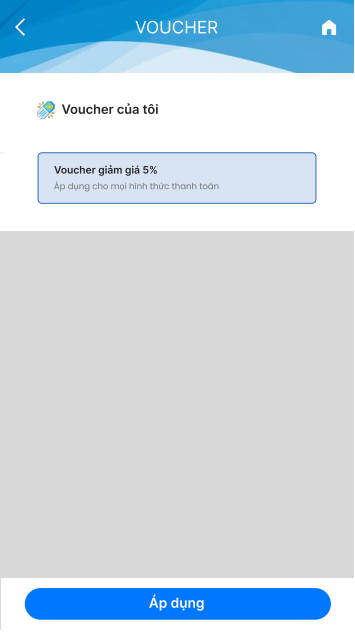 VOUCHER
Voucher của tôi
Voucher giảm giá 5%
Áp dụng cho mọi hình thức thanh toán
Áp dụng